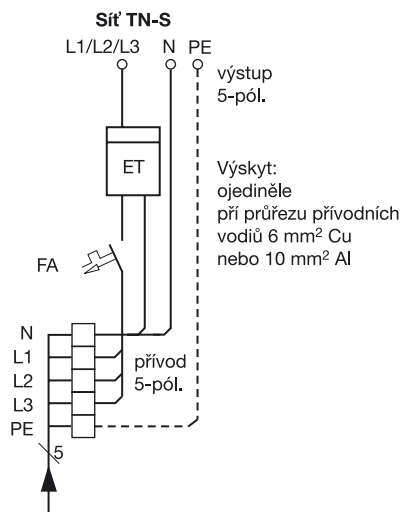 Síť TN-S
L1/L2/L3 N PE
výstup
5-pól.
ET
Výskyt:
ojediněle
pří průřezu přívodních
vodičů 6 mm² Cu
nebo 10 mm² Al
FA
N
L1
L2
L3
PE
přívod
5-pól.
5